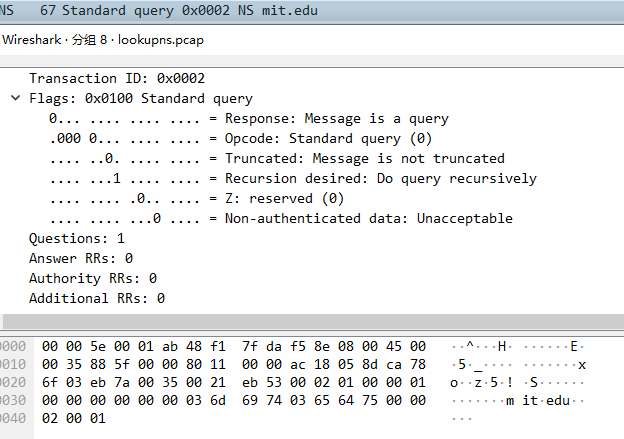 NS 67 Standard query 0x0002 NS mit.edu
Wireshark · 分组 8 · lookupns.pcap
Transaction ID: 0x0002
Flags: 0x0100 Standard query
0... .... .... .... = Response: Message is a query
.000 0... .... .... = Opcode: Standard query (0)
.... ..0. .... .... = Truncated: Message is not truncated
.... ...1 .... .... = Recursion desired: Do query recursively
.... .... .0.. .... = Z: reserved (0)
.... .... ...0 .... = Non-authenticated data: Unacceptable
Questions: 1
Answer RRs: 0
Authority RRs: 0
Additional RRs: 0
0000 00 00 5e 00 01 ab 48 f1 7f da f5 8e 08 00 45 00 ··^···H· ······E·
0010 00 35 88 5f 00 00 80 11 00 00 ac 18 05 8d ca 78 ·5·_···· ·······x
0020 6f 03 eb 7a 00 35 00 21 eb 53 00 02 01 00 00 01 o··z·5·! ·S······
0030 00 00 00 00 00 00 03 6d 69 74 03 65 64 75 00 00 ·······m it·edu··
0040 02 00 01 ···